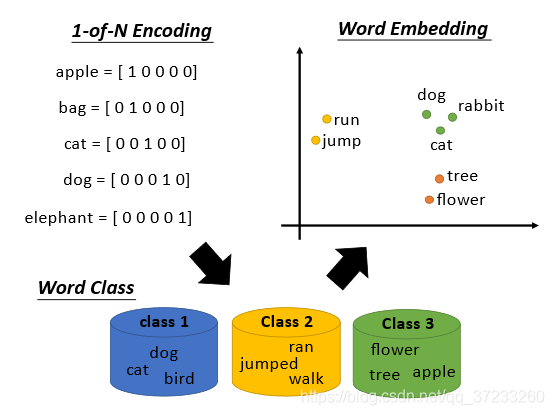 1-of-N Encoding
apple = [ 1 0 0 0 0]
bag = [ 0 1 0 0 0]
cat = [ 0 0 1 0 0]
dog = [ 0 0 0 1 0]
elephant = [ 0 0 0 0 1]
Word Embedding
dog
rabbit
run
jump
cat
tree
flower
Word Class
class 1
dog
cat
bird
Class 2
ran
jumped
walk
Class 3
flower
tree
apple
https://blog.csdn.net/qq_37233260